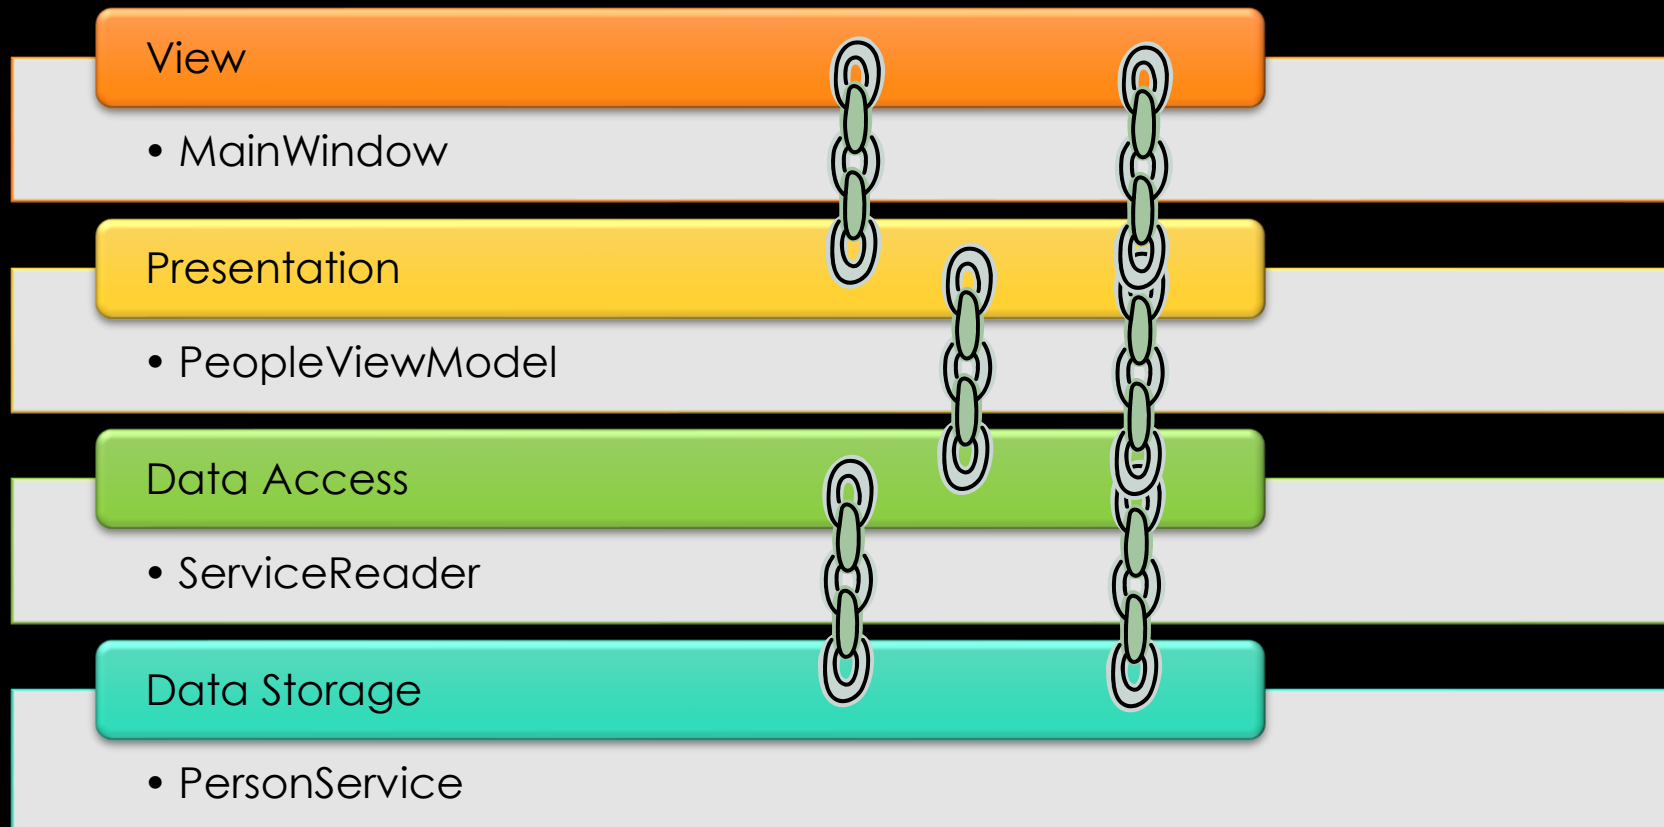 View
• MainWindow
Presentation
• PeopleViewModel
Data Access
• ServiceReader
Data Storage
• PersonService